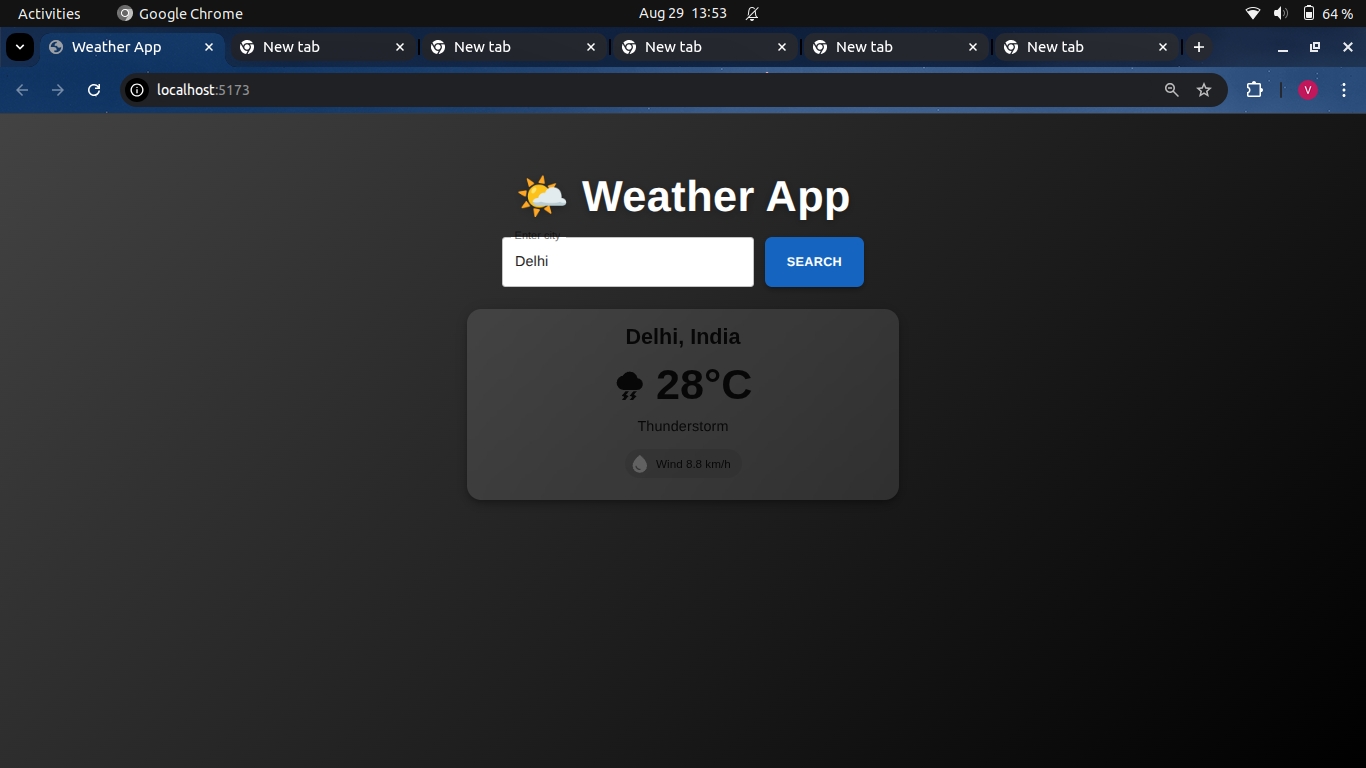 Activities Google Chrome Aug 29 13:53 64 %
Weather App New tab New tab New tab New tab New tab
localhost:5173 V
Weather App
Enter city
Delhi SEARCH
Delhi, India
28°C
Thunderstorm
Wind 8.8 km/h